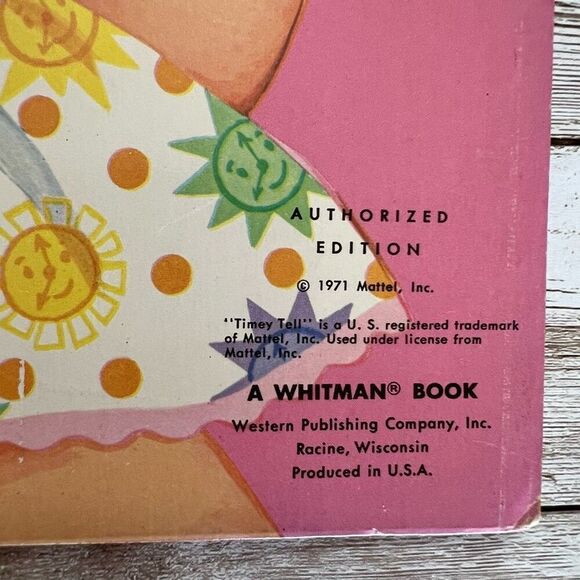 AUTHORIZED
EDITION
© 1971 Mattel, Inc.
"Timey Tell" is a U. S. registered trademark
of Mattel, Inc. Used under license from
Mattel, Inc.
A WHITMAN® BOOK
Western Publishing Company, Inc.
Racine, Wisconsin
Produced in U.S.A.